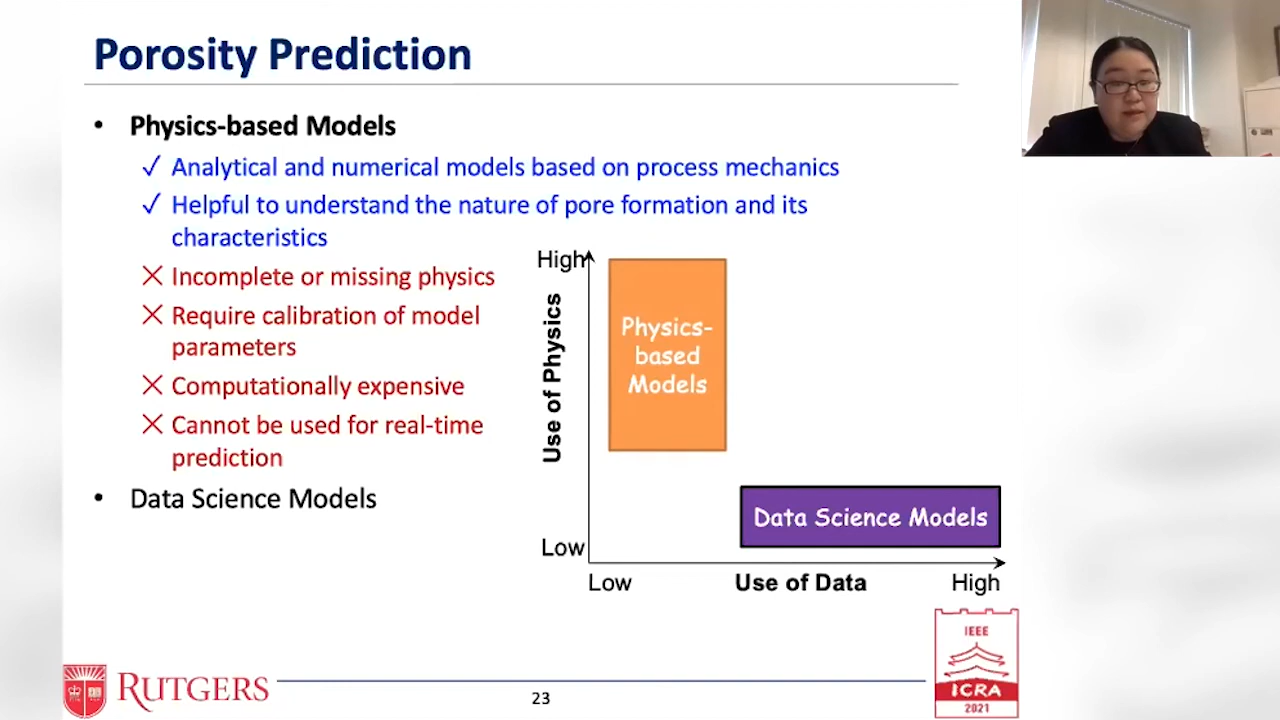 Porosity Prediction
• Physics-based Models
✓ Analytical and numerical models based on process mechanics
✓ Helpful to understand the nature of pore formation and its
characteristics
✕ Incomplete or missing physics
✕ Require calibration of model
parameters
✕ Computationally expensive
✕ Cannot be used for real-time
prediction
• Data Science Models
High
Use of Physics
Low
Physics-
based
Models
Data Science Models
Low
Use of Data
High
RUTGERS
23
IEEE
ICRA
2021